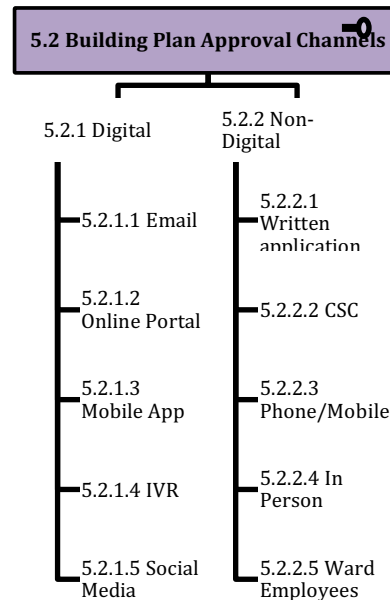 5.2 Building Plan Approval Channels
5.2.1 Digital
5.2.1.1 Email
5.2.1.2
Online Portal
5.2.1.3
Mobile App
5.2.1.4 IVR
5.2.1.5 Social
Media
5.2.2 Non-
Digital
5.2.2.1
Written
application
5.2.2.2 CSC
5.2.2.3
Phone/Mobile
5.2.2.4 In
Person
5.2.2.5 Ward
Employees